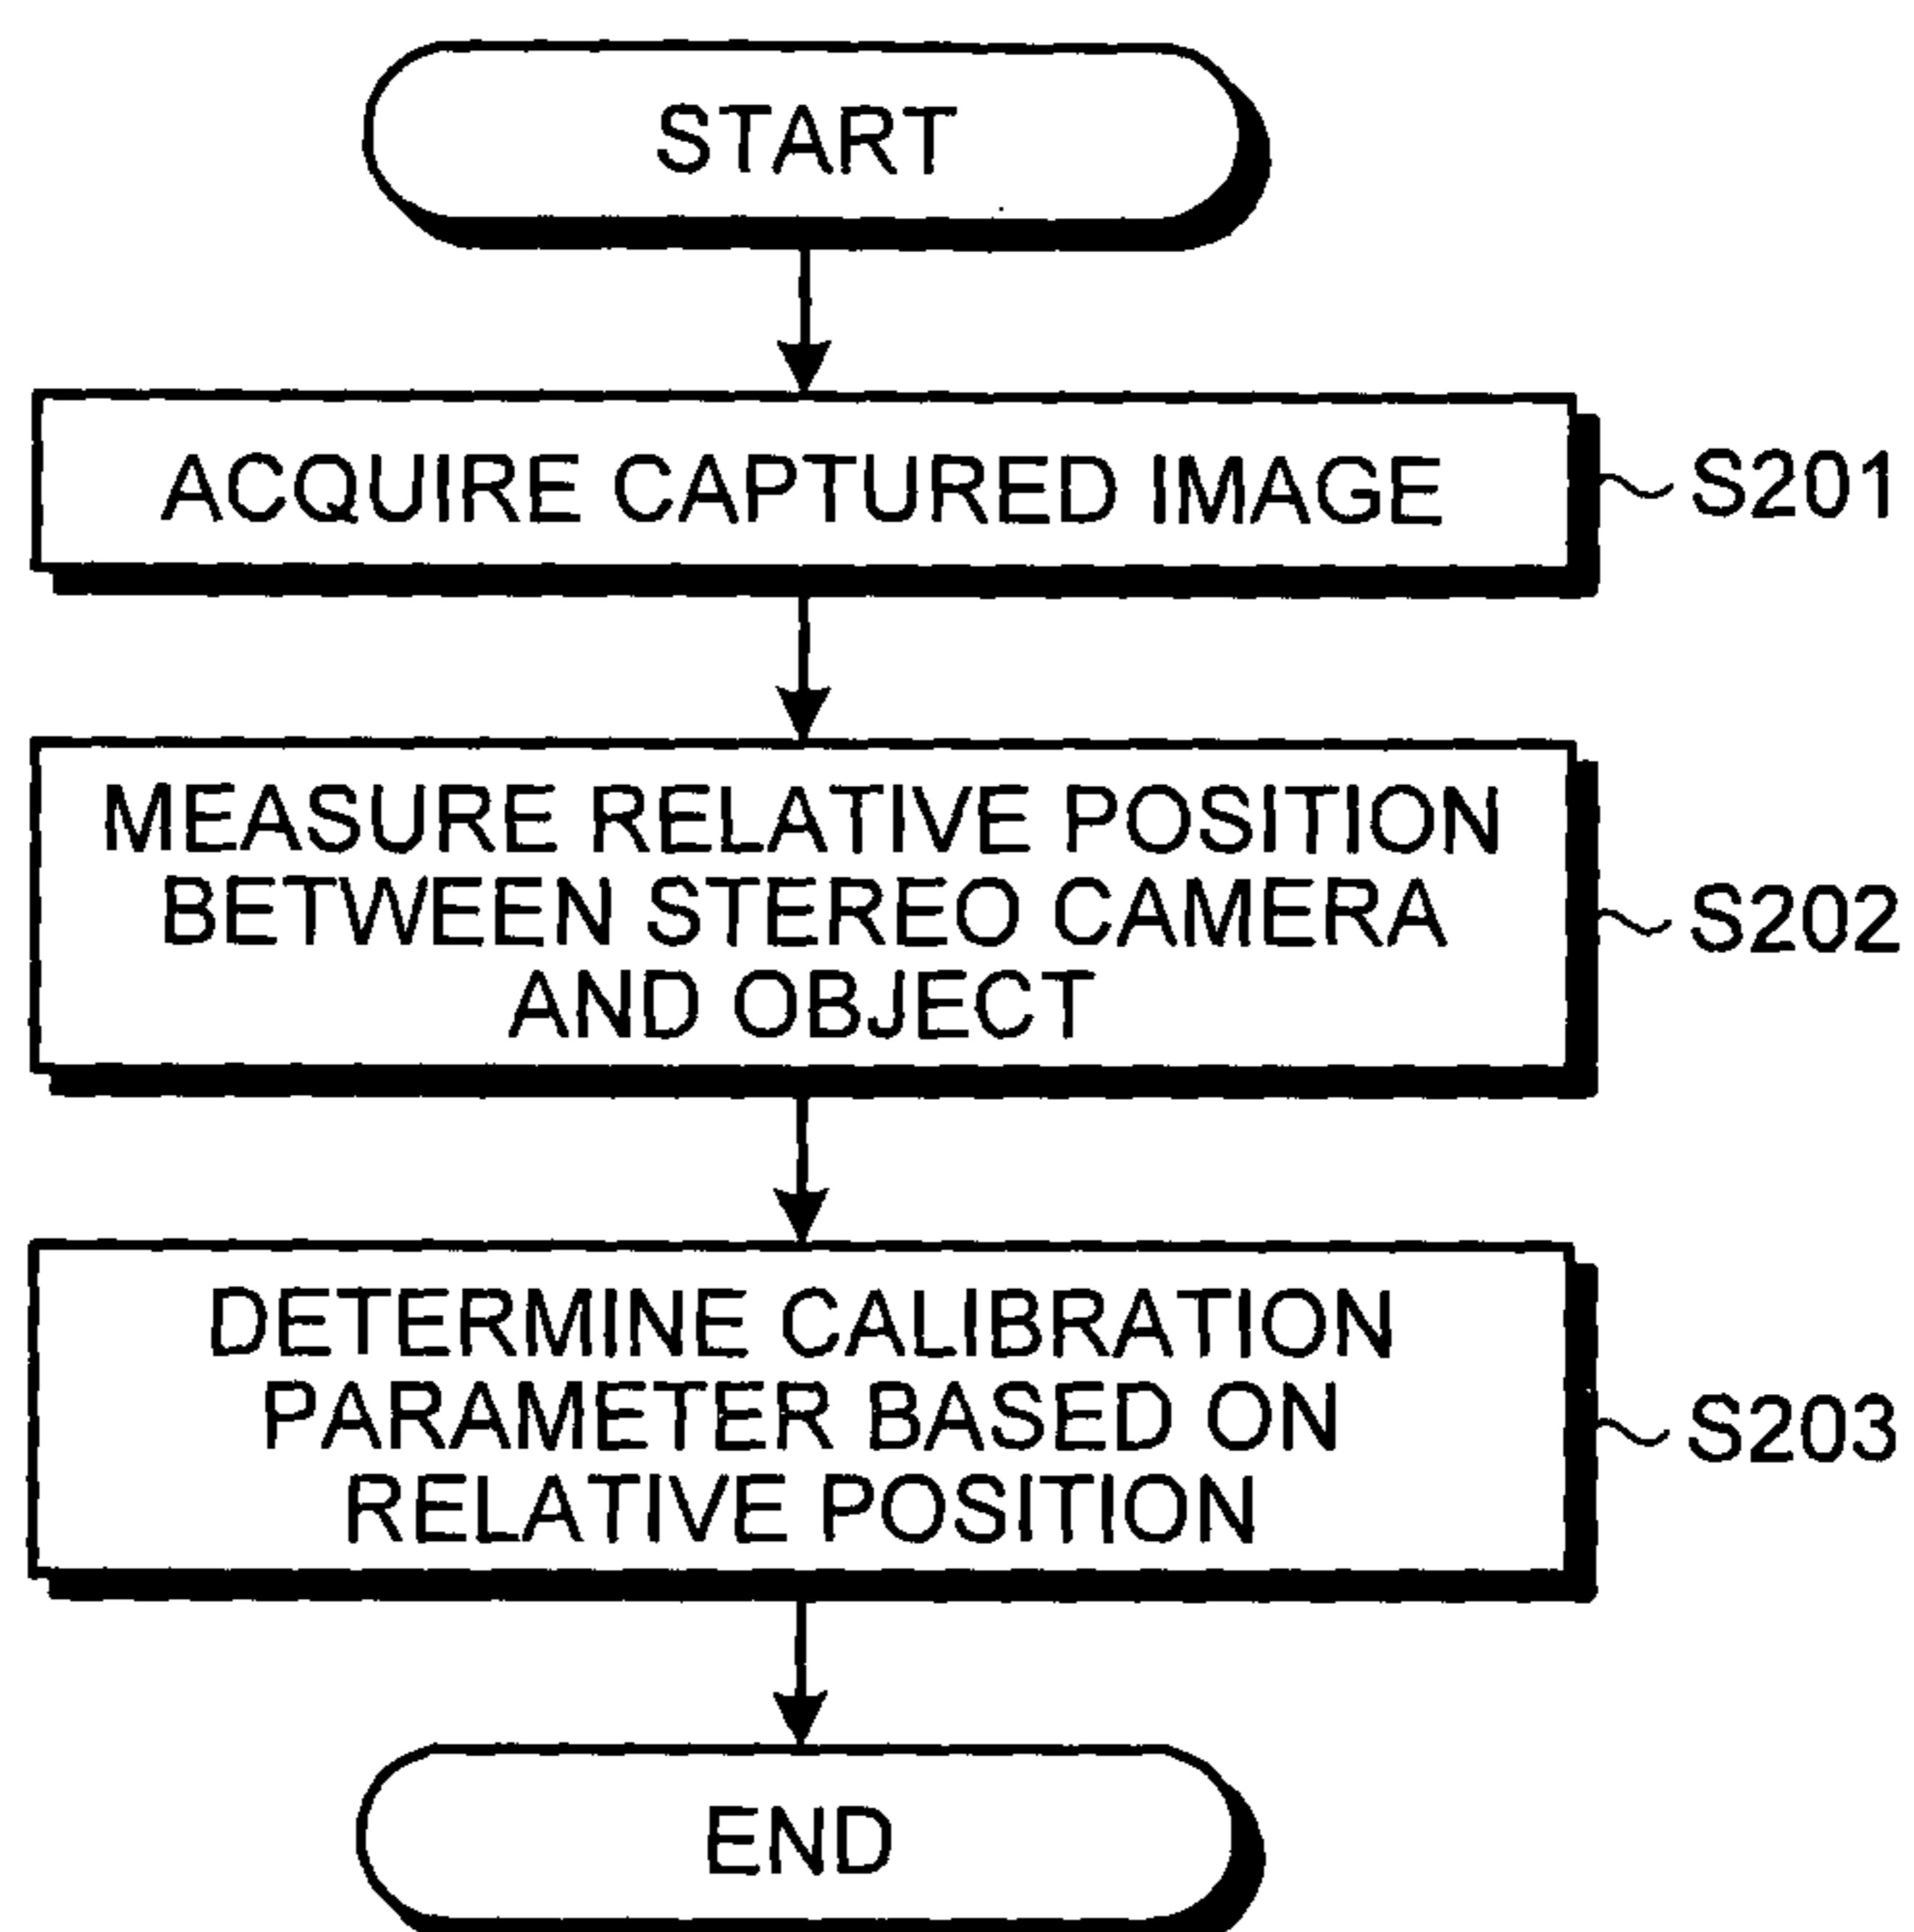 START
ACQUIRE CAPTURED IMAGE
S201
MEASURE RELATIVE POSITION
BETWEEN STEREO CAMERA
AND OBJECT
S202
DETERMINE CALIBRATION
PARAMETER BASED ON
RELATIVE POSITION
S203
END